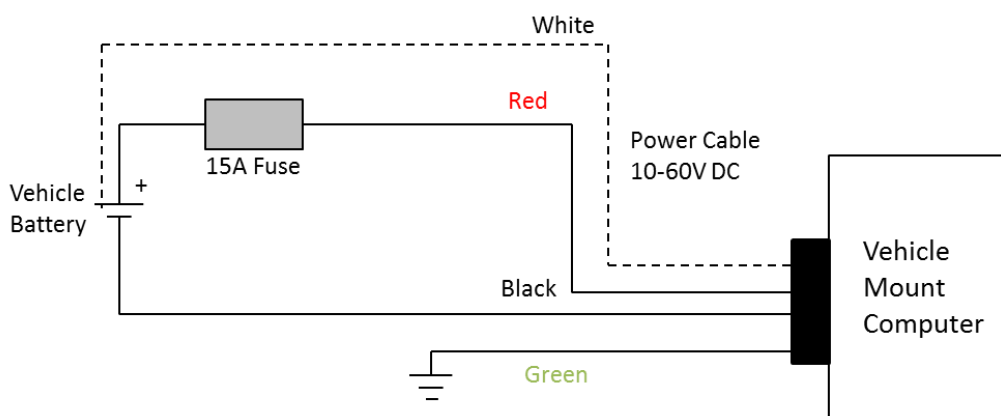 White
Red
15A Fuse
Power Cable
10-60V DC
+
Vehicle
Battery
Vehicle
Mount
Computer
Black
Green